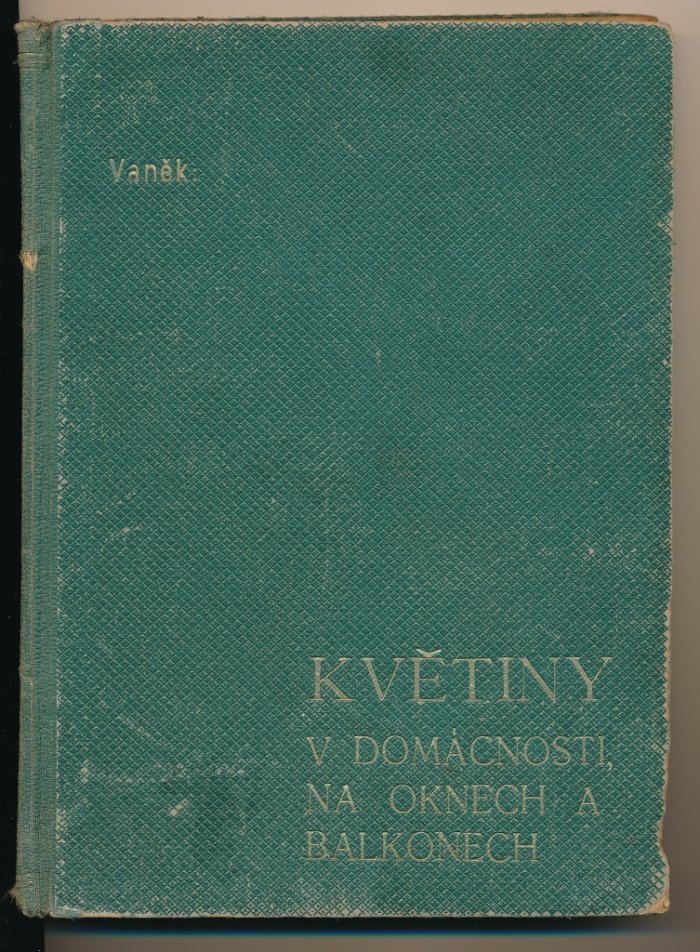 Vaněk:
KVĚTINY
V DOMÁCNOSTI,
NA OKNECH A
BALKONECH